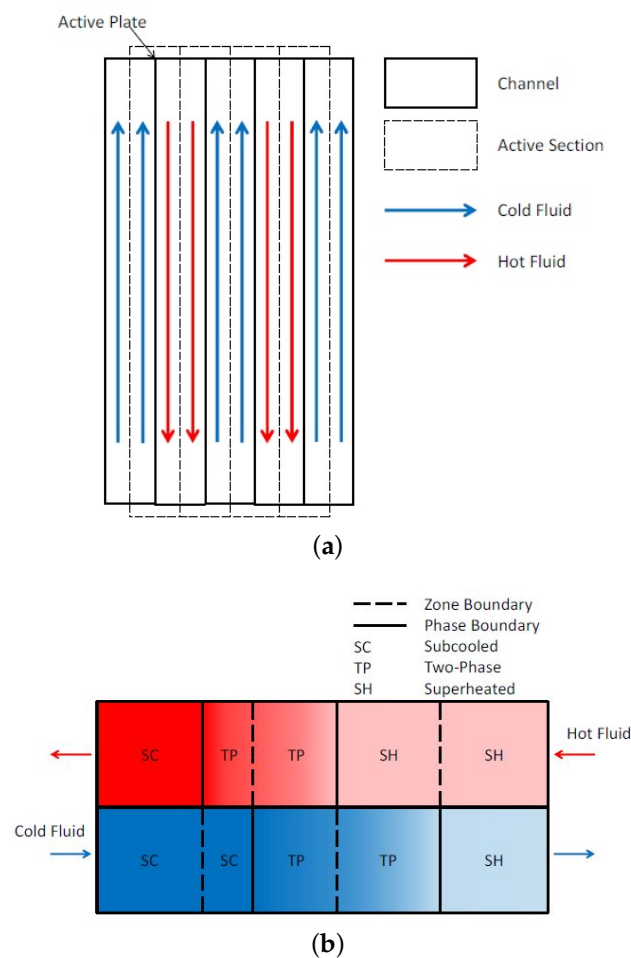 Active Plate
Channel
Active Section
Cold Fluid
Hot Fluid
(a)
Zone Boundary
Phase Boundary
SC Subcooled
TP Two-Phase
SH Superheated
Hot Fluid
SC TP TP SH SH
Cold Fluid
SC SC TP TP SH
(b)